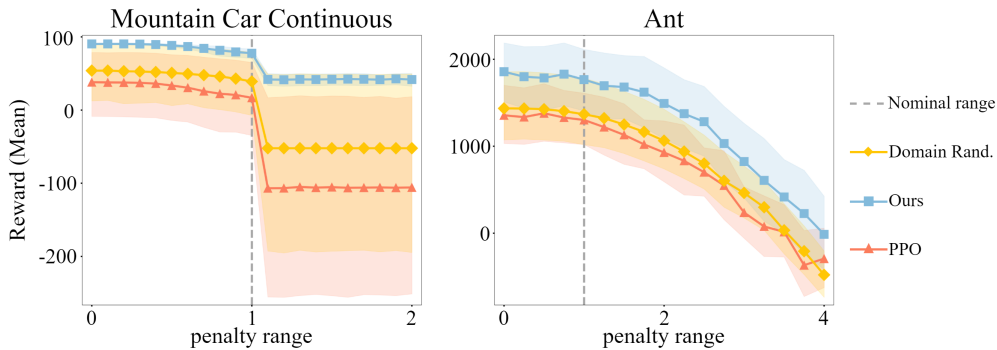 Mountain Car Continuous
Reward (Mean)
100
0
-100
-200
0
1
2
penalty range
Ant
2000
1000
0
0
2
4
penalty range
Nominal range
Domain Rand.
Ours
PPO